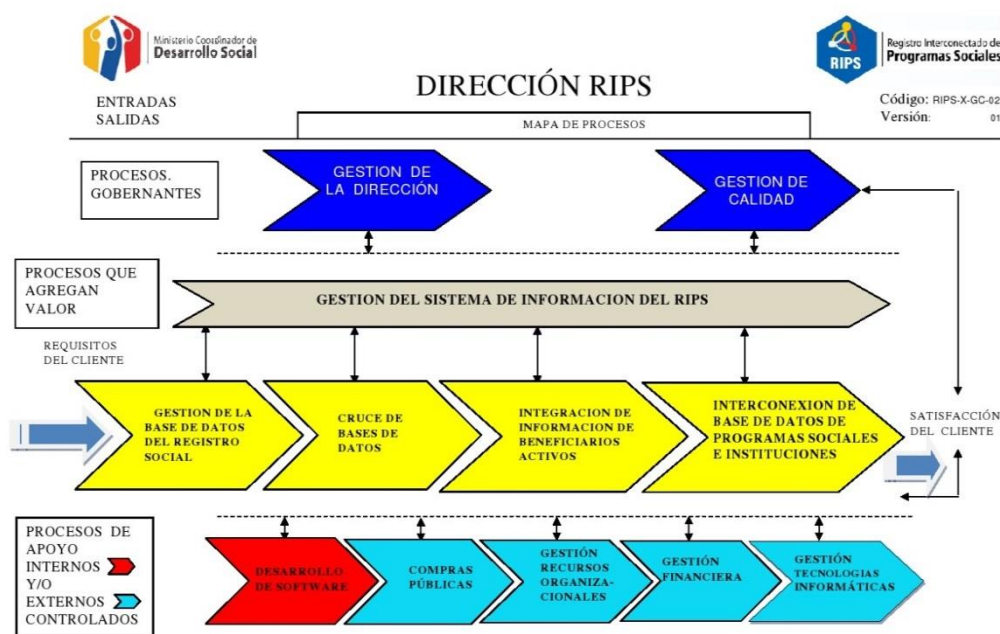 Ministerio Coordinador de
Desarrollo Social
RIPS
Registro Interconectado de
Programas Sociales
DIRECCIÓN RIPS
ENTRADAS
SALIDAS
MAPA DE PROCESOS
Código: RIPS-X-GC-02
Versión: 01
PROCESOS.
GOBERNANTES
GESTION DE
LA DIRECCIÓN
GESTION DE
CALIDAD
PROCESOS QUE
AGREGAN
VALOR
GESTION DEL SISTEMA DE INFORMACION DEL RIPS
REQUISITOS
DEL CLIENTE
GESTION DE LA
BASE DE DATOS
DEL REGISTRO
SOCIAL
CRUCE DE
BASES DE
DATOS
INTEGRACION DE
INFORMACION DE
BENEFICIARIOS
ACTIVOS
INTERCONEXION DE
BASE DE DATOS DE
PROGRAMAS SOCIALES
E INSTITUCIONES
SATISFACCIÓN
DEL CLIENTE
PROCESOS DE
APOYO
INTERNOS
Y/O
EXTERNOS
CONTROLADOS
DESARROLLO
DE SOFTWARE
COMPRAS
PÚBLICAS
GESTIÓN
RECURSOS
ORGANIZA-
CIONALES
GESTIÓN
FINANCIERA
GESTIÓN
TECNOLOGIAS
INFORMÁTICAS